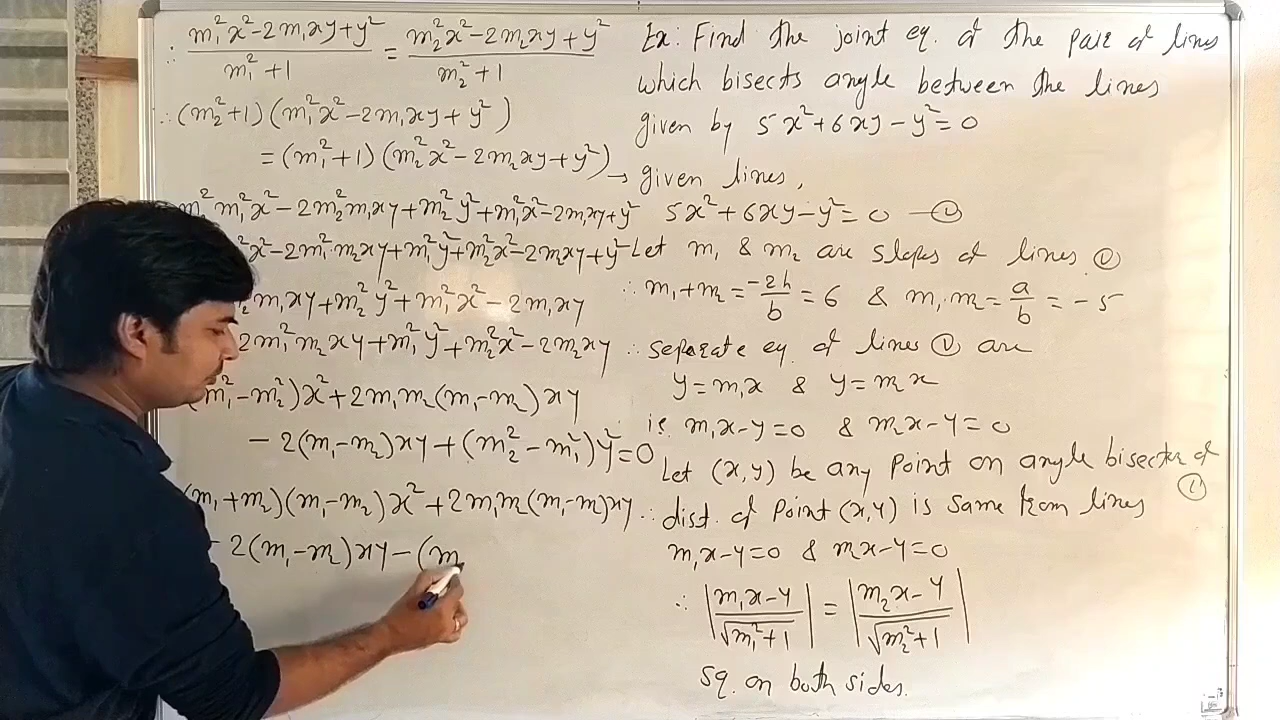 ∴ (m₁²x² - 2m₁xy + y²)/(m₁² + 1) = (m₂²x² - 2m₂xy + y²)/(m₂² + 1)
∴ (m₂²+1)(m₁²x² - 2m₁xy + y²)
= (m₁²+1)(m₂²x² - 2m₂xy + y²)
m₂²m₁²x² - 2m₂²m₁xy + m₂²y² + m₁²x² - 2m₁xy + y²
²x² - 2m₁²m₂xy + m₁²y² + m₂²x² - 2m₂xy + y²
₂²m₁xy + m₂²y² + m₁²x² - 2m₁xy
2m₁²m₂xy + m₁²y² + m₂²x² - 2m₂xy
(m₁² - m₂²)x² + 2m₁m₂(m₁ - m₂)xy
- 2(m₁ - m₂)xy + (m₂² - m₁²)y² = 0
(m₁ + m₂)(m₁ - m₂)x² + 2m₁m₂(m₁ - m₂)xy
- 2(m₁ - m₂)xy - (m
Ex: Find the joint eq. of the pair of lines
which bisects angle between the lines
given by 5x² + 6xy - y² = 0
→ given lines,
5x² + 6xy - y² = 0 — ①
Let m₁ & m₂ are slopes of lines ①
∴ m₁ + m₂ = -2h/b = 6 & m₁·m₂ = a/b = -5
∴ separate eq. of lines ① are
y = m₁x & y = m₂x
ie. m₁x - y = 0 & m₂x - y = 0
Let (x, y) be any point on angle bisector of
①
∴ dist. of point (x, y) is same from lines
m₁x - y = 0 & m₂x - y = 0
∴ |(m₁x - y)/√(m₁² + 1)| = |(m₂x - y)/√(m₂² + 1)|
sq. on both sides.